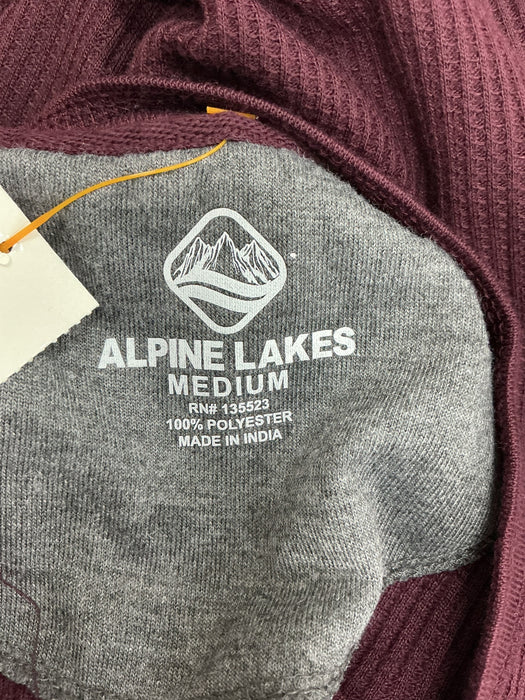 ALPINE LAKES
MEDIUM
RN# 135523
100% POLYESTER
MADE IN INDIA